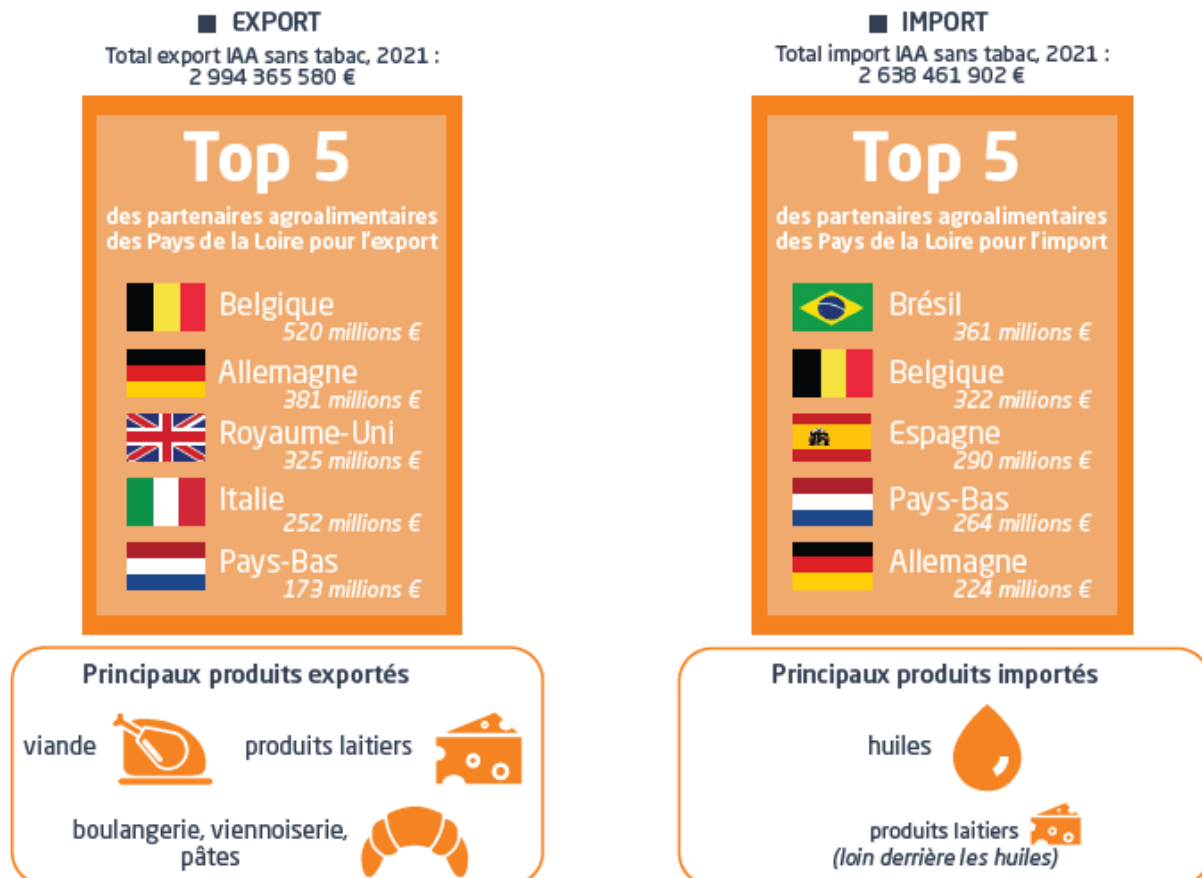 EXPORT
Total export IAA sans tabac, 2021 :
2 994 365 580 €
Top 5
des partenaires agroalimentaires
des Pays de la Loire pour l'export
Belgique
520 millions €
Allemagne
381 millions €
Royaume-Uni
325 millions €
Italie
252 millions €
Pays-Bas
173 millions €
Principaux produits exportés
viande
produits laitiers
boulangerie, viennoiserie,
pâtes
IMPORT
Total import IAA sans tabac, 2021 :
2 638 461 902 €
Top 5
des partenaires agroalimentaires
des Pays de la Loire pour l'import
Brésil
361 millions €
Belgique
322 millions €
Espagne
290 millions €
Pays-Bas
264 millions €
Allemagne
224 millions €
Principaux produits importés
huiles
produits laitiers
(loin derrière les huiles)